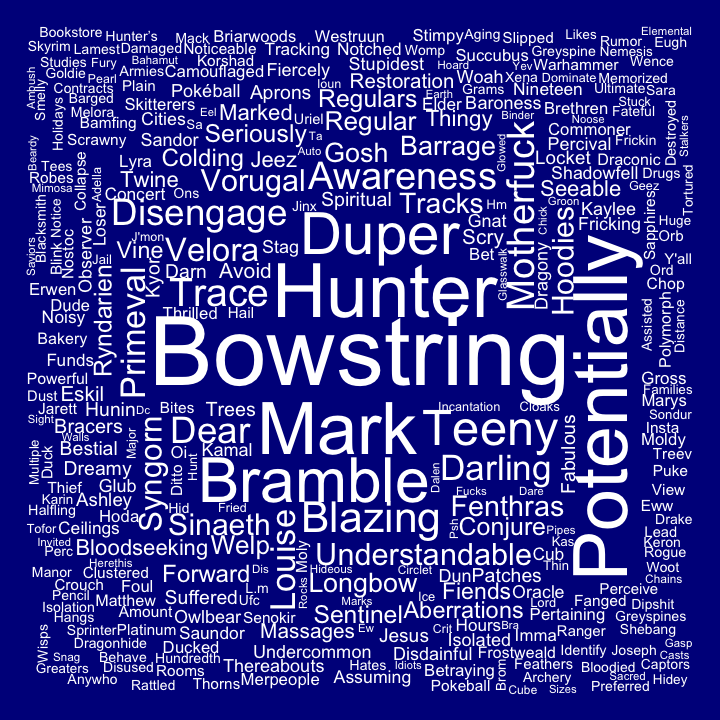 Bookstore
Hunter's
Mack
Briarwoods
Westruun
Stimpy
Aging
Slipped
Likes
Rumor
Elemental
Eugh
Skyrim
Lamest
Damaged
Noticeable
Tracking
Notched
Womp
Succubus
Greyspine
Nemesis
Studies
Fury
Bahamut
Korshad
Fiercely
Stupidest
Hoard
Yev
Warhammer
Wence
Goldie
Armies
Camouflaged
Woah
Xena
Dominate
Memorized
Ambush
Smelly
Contracts
Pearl
Plain
Pokéball
Aprons
Ioun
Restoration
Grams
Nineteen
Ultimate
Sara
Barged
Skitterers
Marked
Regulars
Earth
Elder
Baroness
Brethren
Stuck
Fateful
Holidays
Melora
Cities
Sa
Eel
Uriel
Regular
Thingy
Binder
Commoner
Noose
Destroyed
Stalkers
Bamfing
Seriously
Ta
Barrage
Glowed
Percival
Frickin
Scrawny
Sandor
Auto
Gosh
Locket
Draconic
Beardy
Lyra
Colding
Jeez
Awareness
Motherfuck
Shadowfell
Drugs
Tortured
Tees
Collapse
Adella
Twine
Vorugal
Seeable
Geez
Robes
Mimosa
Loser
Concert
Ons
Jinx
Spiritual
Tracks
Hm
Chick
Groon
Kaylee
Huge
Blacksmith
Notice
Disengage
Duper
Gnat
Dragony
Hoodies
Fricking
Sapphires
Orb
Saviors
Blink
Nostoc
Observer
Jail
J'mon
Vine
Velora
Stag
Scry
Bet
Glasswalk
Potentially
Y'all
Erwen
Ryndarien
Kyor
Darn
Avoid
Hunter
Ord
Chop
Dude
Primeval
Trace
Assisted
Polymorph
Distance
Noisy
Thrilled
Hail
Bakery
Bowstring
Funds
Gross
Powerful
Families
Dust
Eskil
Marys
Jarett
Hunin
Dc
Bites
Trees
Mark
Incantation
Cloaks
Sondur
Sight
Bracers
Dear
Teeny
Fabulous
Insta
Walls
Major
Oi
Kamal
Moldy
Multiple
Duck
Bestial
Syngorn
Ditto
Hunt
Dalen
Darling
Treev
Dreamy
Bramble
Puke
Thief
Glub
Fucks
Dare
View
Karin
Ashley
Hid
Fried
Fenthras
Eww
Halfling
Hoda
Sinaeth
Louise
Blazing
Psh
Conjure
Pipes
Drake
Tofor
Ceilings
Lead
Invited
Bloodseeking
Welp
Moly
Understandable
Kas
Keron
Perc
Cub
Rogue
Herethis
Dis
Hideous
Circlet
Thin
Woot
Manor
Clustered
Forward
Rocks
Longbow
Dun
Patches
Chains
Crouch
Foul
L.m
Fiends
Oracle
Perceive
Pencil
Matthew
Suffered
Ufc
Marks
Ice
Lord
Fanged
Dipshit
Isolation
Amount
Owlbear
Senokir
Sentinel
Aberrations
Pertaining
Greyspines
Hangs
Sprinter
Platinum
Saundor
Massages
Ew
Jesus
Crit
Hours
Bra
Imma
Ranger
Shebang
Wisps
Dragonhide
Ducked
Undercommon
Isolated
Gasp
Snag
Behave
Hundredth
Disdainful
Frostweald
Identify
Joseph
Casts
Greaters
Disused
Rooms
Thereabouts
Hates
Idiots
Betraying
Brom
Feathers
Bloodied
Captors
Anywho
Thorns
Merpeople
Assuming
Archery
Sacred
Hidey
Rattled
Pokeball
Cube
Sizes
Preferred